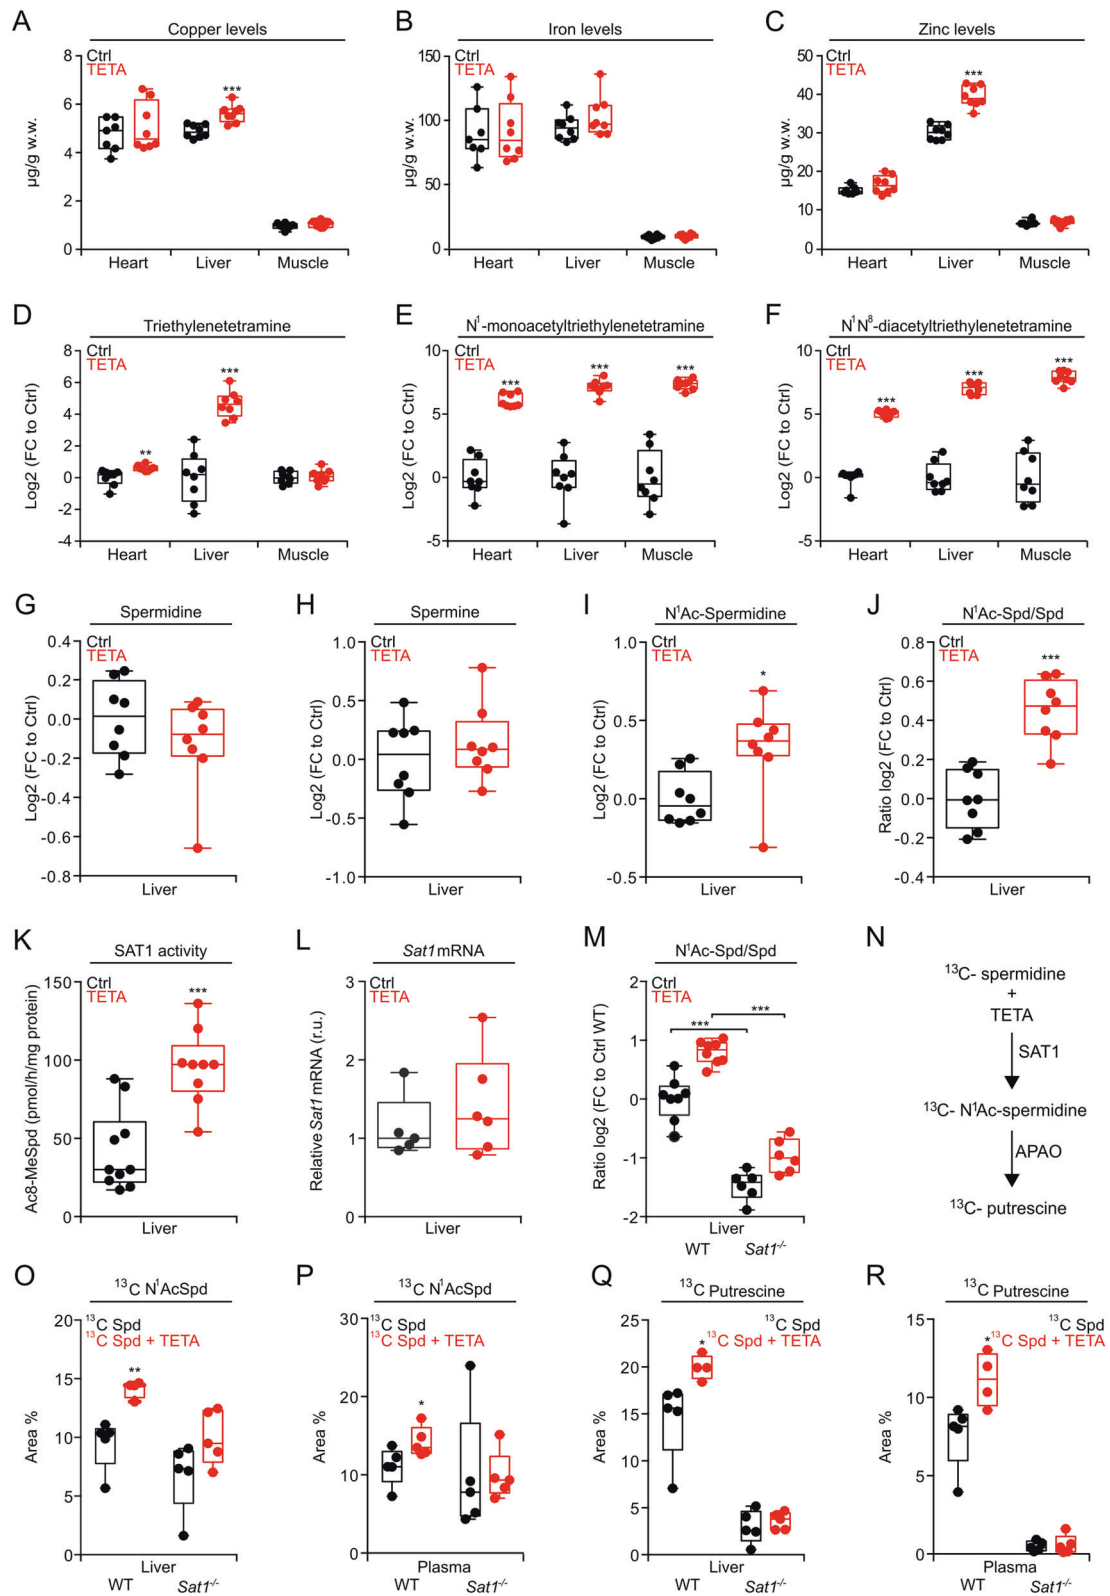 A
Copper levels
Ctrl
TETA
***
µg/g w.w.
8
6
4
2
0
Heart
Liver
Muscle
B
Iron levels
Ctrl
TETA
µg/g w.w.
150
100
50
0
Heart
Liver
Muscle
C
Zinc levels
Ctrl
TETA
***
µg/g w.w.
50
40
30
20
10
0
Heart
Liver
Muscle
D
Triethylenetetramine
Ctrl
TETA
**
***
Log2 (FC to Ctrl)
8
6
4
2
0
-2
-4
Heart
Liver
Muscle
E
N¹-monoacetyltriethylenetetramine
Ctrl
TETA
***
***
***
Log2 (FC to Ctrl)
10
5
0
-5
Heart
Liver
Muscle
F
N¹N⁸-diacetyltriethylenetetramine
Ctrl
TETA
***
***
***
Log2 (FC to Ctrl)
10
5
0
-5
Heart
Liver
Muscle
G
Spermidine
Ctrl
TETA
Log2 (FC to Ctrl)
0.4
0.2
0.0
-0.2
-0.4
-0.6
-0.8
Liver
H
Spermine
Ctrl
TETA
Log2 (FC to Ctrl)
1.0
0.5
0.0
-0.5
-1.0
Liver
I
N¹Ac-Spermidine
Ctrl
TETA
*
Log2 (FC to Ctrl)
1.0
0.5
0.0
-0.5
Liver
J
N¹Ac-Spd/Spd
Ctrl
TETA
***
Ratio log2 (FC to Ctrl)
0.8
0.6
0.4
0.2
0.0
-0.2
-0.4
Liver
K
SAT1 activity
Ctrl
TETA
***
Ac8-MeSpd (pmol/h/mg protein)
150
100
50
0
Liver
L
Sat1 mRNA
Ctrl
TETA
Relative Sat1 mRNA (r.u.)
3
2
1
0
Liver
M
N¹Ac-Spd/Spd
Ctrl
TETA
***
***
Ratio log2 (FC to Ctrl WT)
2
1
0
-1
-2
Liver
WT
Sat1⁻/⁻
N
¹³C- spermidine
+
TETA
SAT1
¹³C- N¹Ac-spermidine
APAO
¹³C- putrescine
O
¹³C N¹AcSpd
¹³C Spd
¹³C Spd + TETA
**
Area %
20
15
10
5
0
Liver
WT
Sat1⁻/⁻
P
¹³C N¹AcSpd
¹³C Spd
¹³C Spd + TETA
*
Area %
30
20
10
0
Plasma
WT
Sat1⁻/⁻
Q
¹³C Putrescine
¹³C Spd
* ¹³C Spd + TETA
Area %
25
20
15
10
5
0
Liver
WT
Sat1⁻/⁻
R
¹³C Putrescine
¹³C Spd
* ¹³C Spd + TETA
Area %
15
10
5
0
Plasma
WT
Sat1⁻/⁻